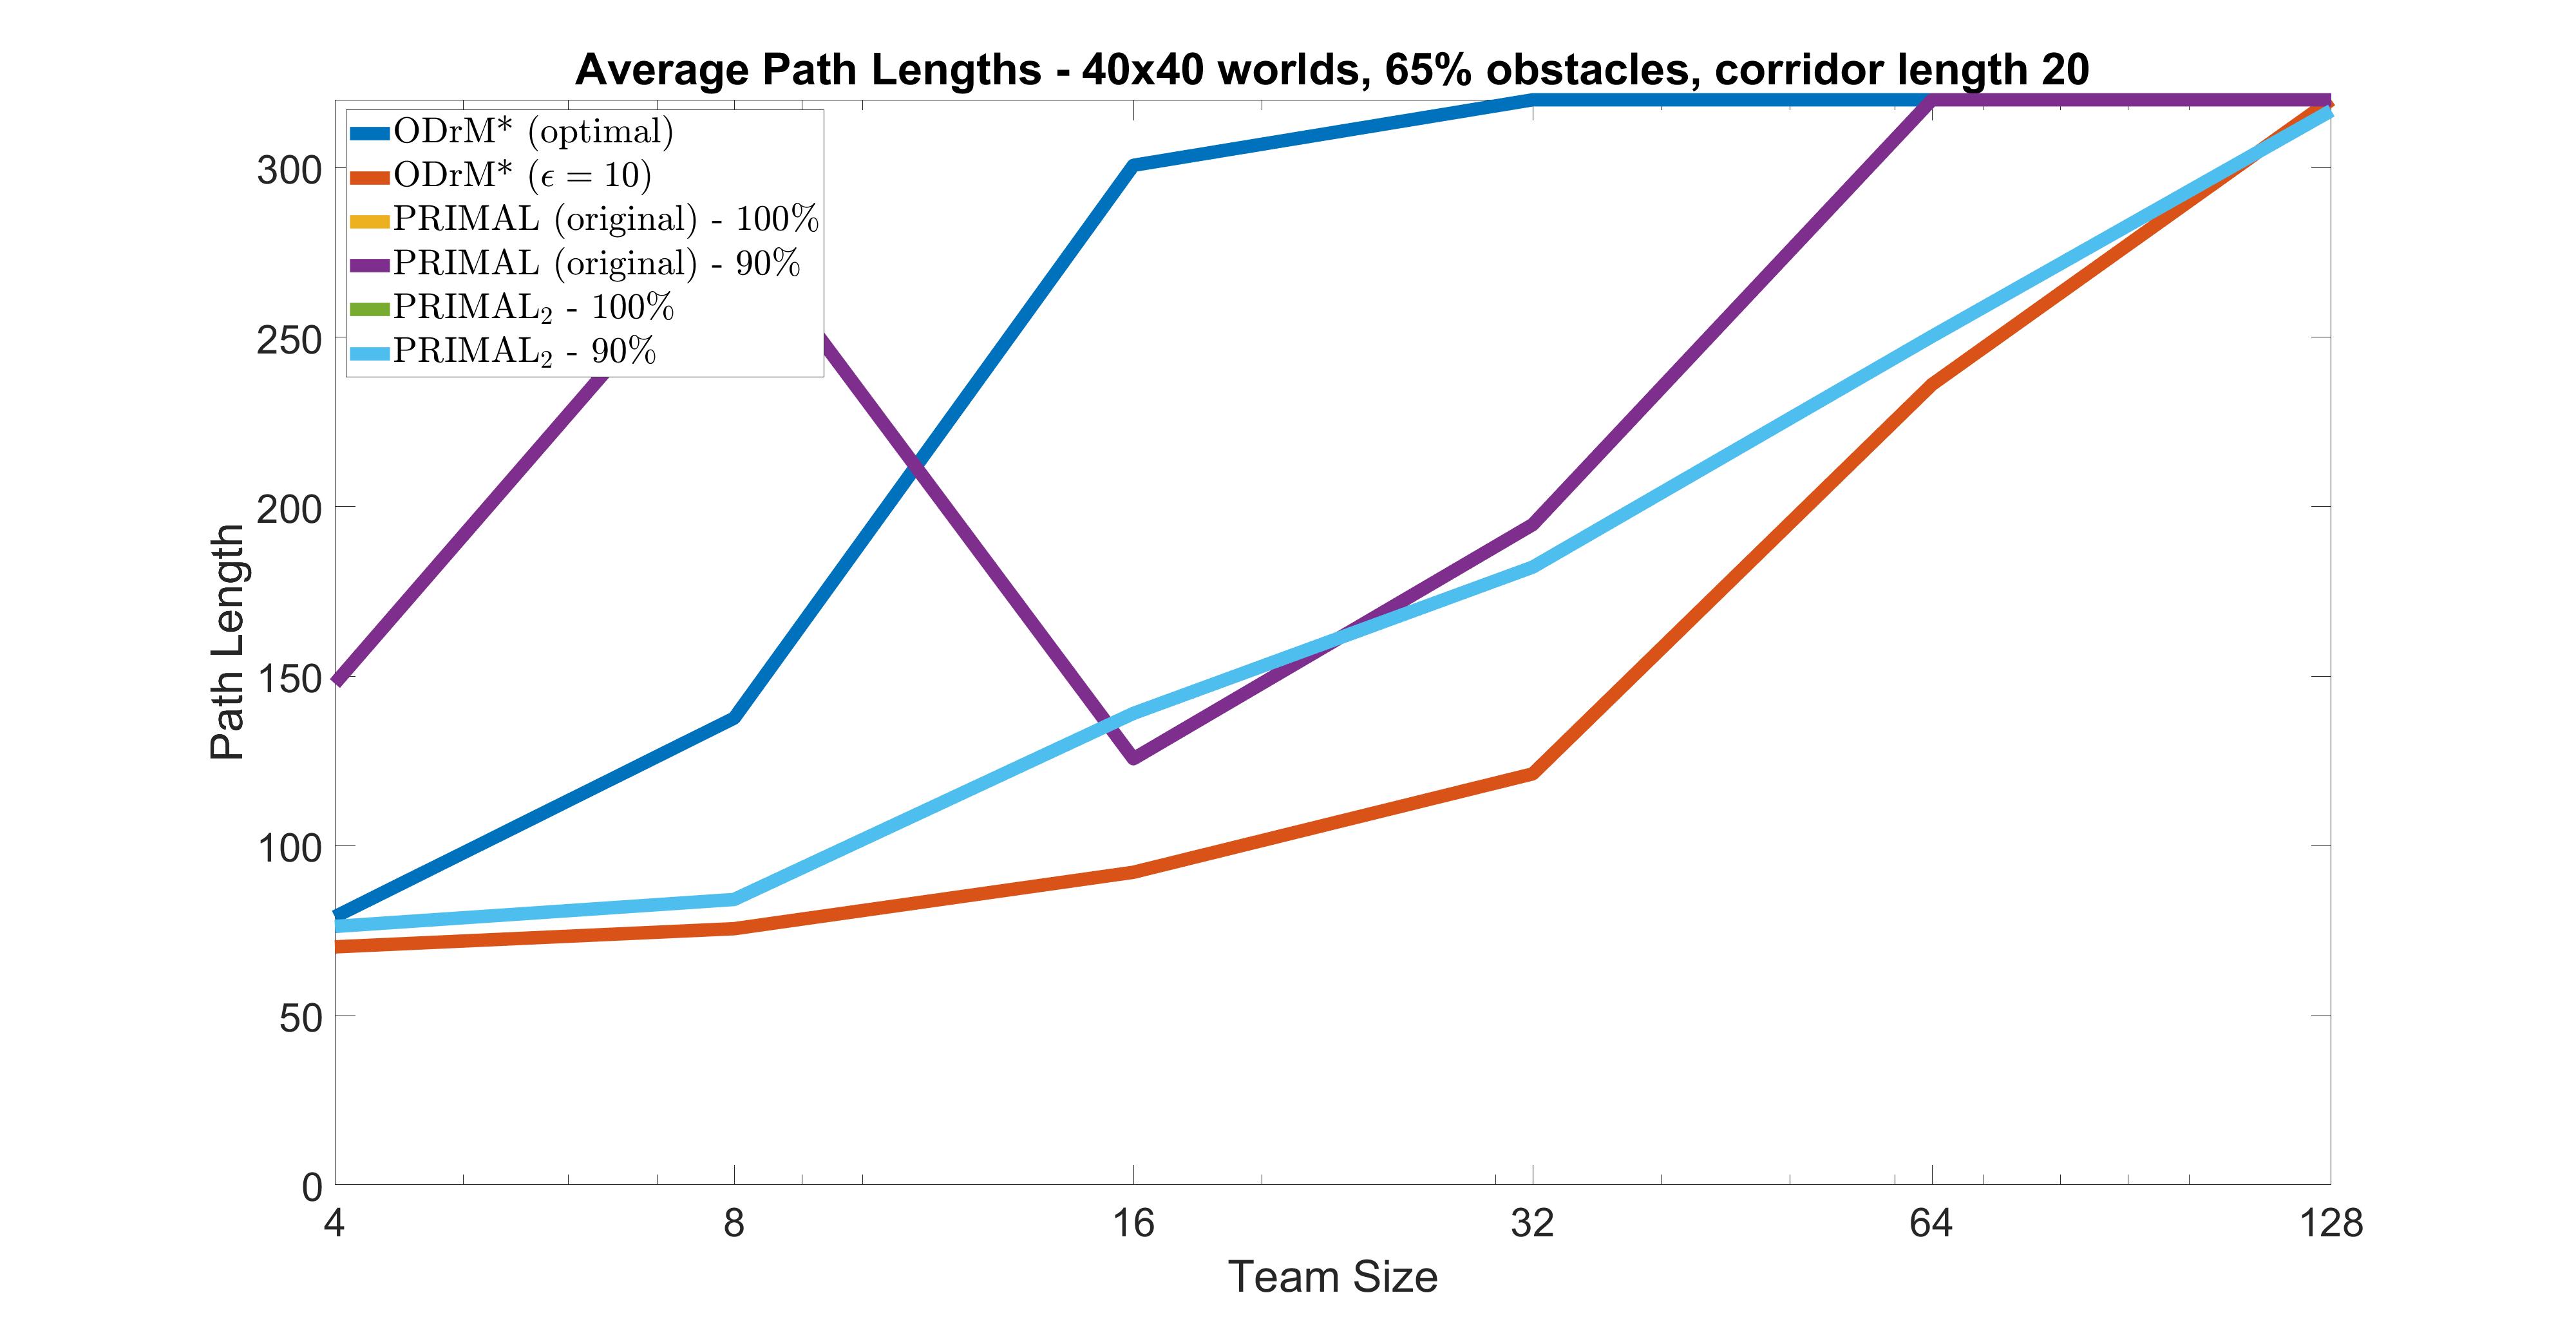 Average Path Lengths - 40x40 worlds, 65% obstacles, corridor length 20
ODrM* (optimal)
ODrM* (ϵ = 10)
PRIMAL (original) - 100%
PRIMAL (original) - 90%
PRIMAL₂ - 100%
PRIMAL₂ - 90%
300
250
200
150
100
50
0
Path Length
4 8 16 32 64 128
Team Size